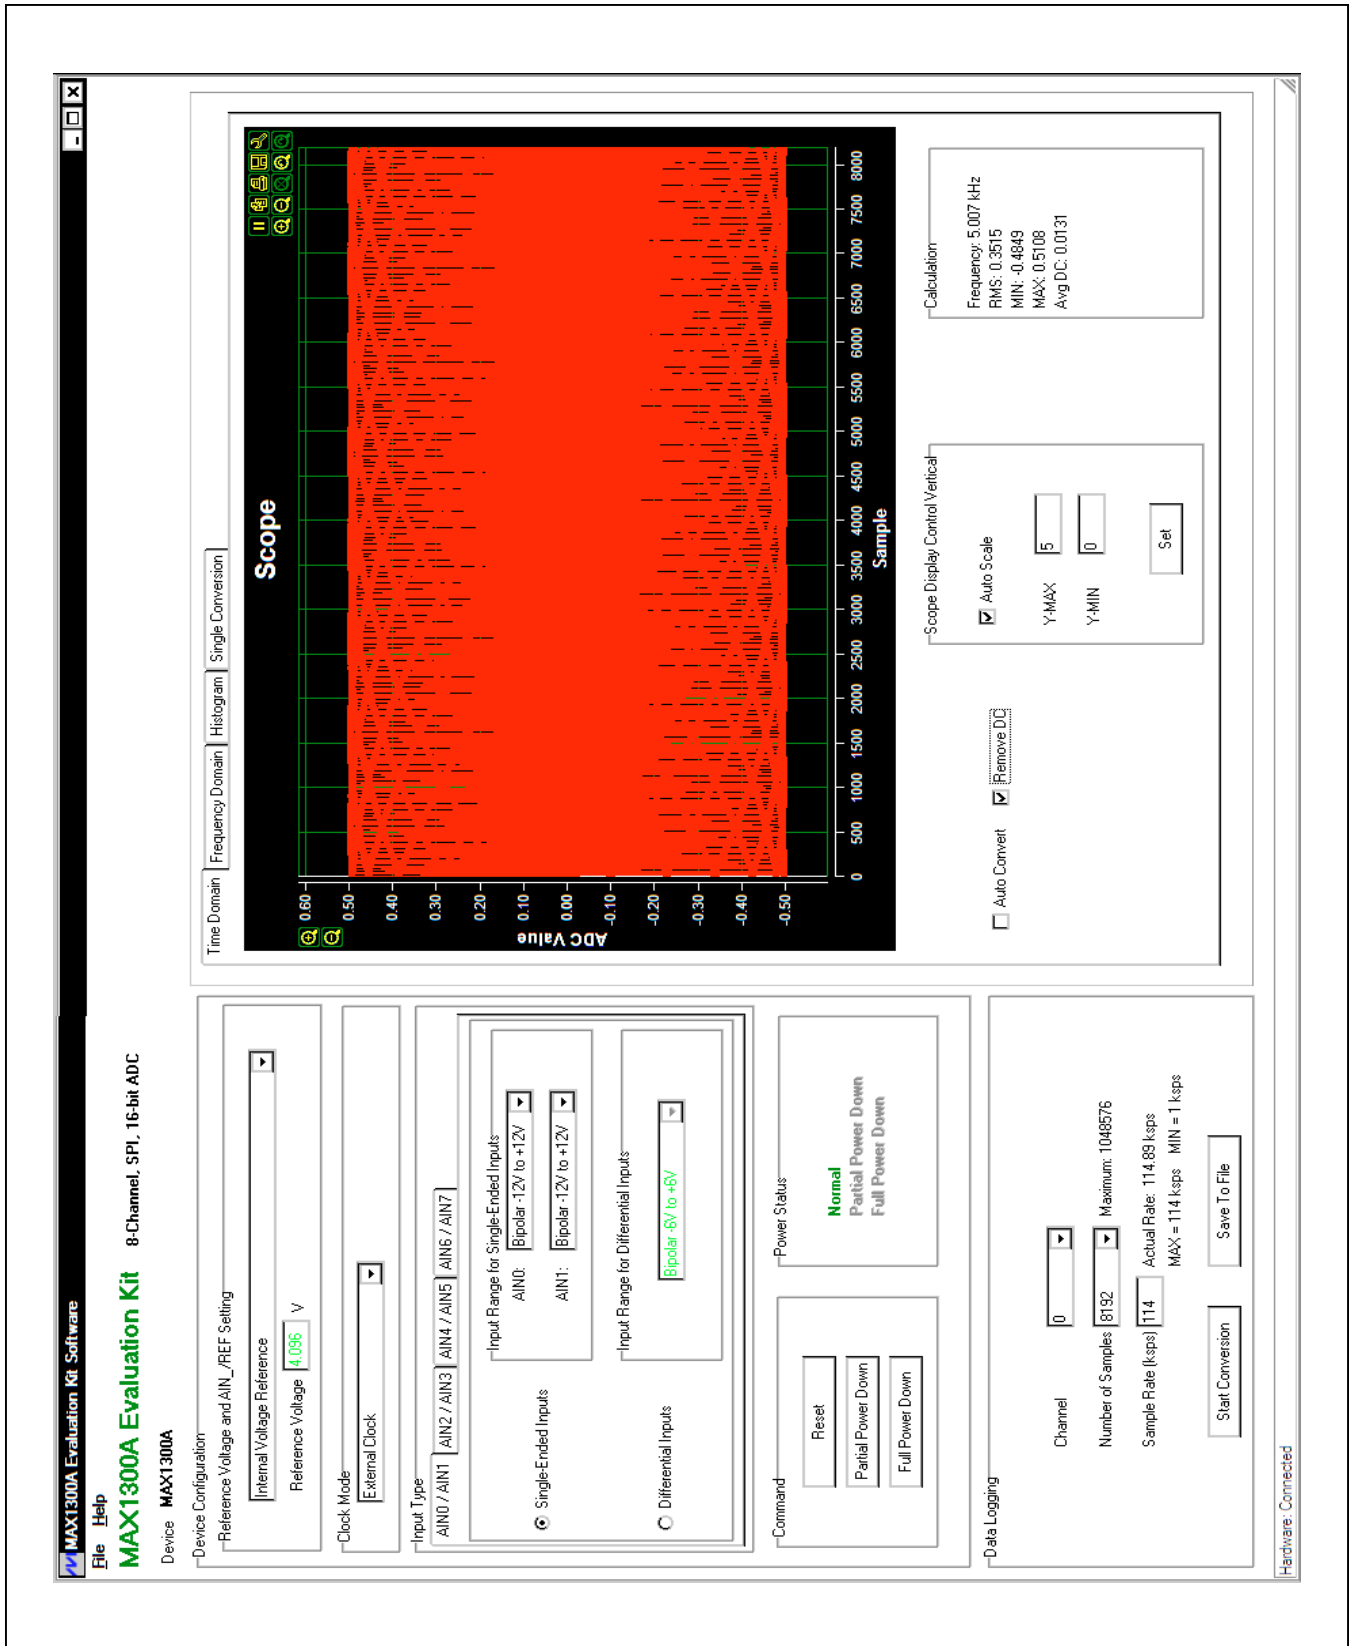 MAX1300A Evaluation Kit Software
File Help
MAX1300A Evaluation Kit 8-Channel, SPI, 16-bit ADC
Device MAX1300A
Device Configuration
Reference Voltage and AIN_/REF Setting
Internal Voltage Reference
Reference Voltage 4.096 V
Clock Mode
External Clock
Input Type
AIN0 / AIN1 AIN2 / AIN3 AIN4 / AIN5 AIN6 / AIN7
Single-Ended Inputs
Input Range for Single-Ended Inputs
AIN0: Bipolar -12V to +12V
AIN1: Bipolar -12V to +12V
Differential Inputs
Input Range for Differential Inputs
Bipolar -6V to +6V
Command
Reset
Partial Power Down
Full Power Down
Power Status
Normal
Partial Power Down
Full Power Down
Data Logging
Channel 0
Number of Samples 8192 Maximum: 1048576
Sample Rate (ksps) 114 Actual Rate: 114.89 ksps
MAX = 114 ksps MIN = 1 ksps
Start Conversion Save To File
Time Domain Frequency Domain Histogram Single Conversion
Scope
ADC Value
0.60
0.50
0.40
0.30
0.20
0.10
0.00
-0.10
-0.20
-0.30
-0.40
-0.50
0 500 1000 1500 2000 2500 3000 3500 4000 4500 5000 5500 6000 6500 7000 7500 8000
Sample
Auto Convert Remove DC
Scope Display Control Vertical
Auto Scale
Y-MAX 5
Y-MIN 0
Set
Calculation
Frequency: 5.007 kHz
RMS: 0.3515
MIN: -0.4849
MAX: 0.5108
Avg DC: 0.0131
Hardware: Connected